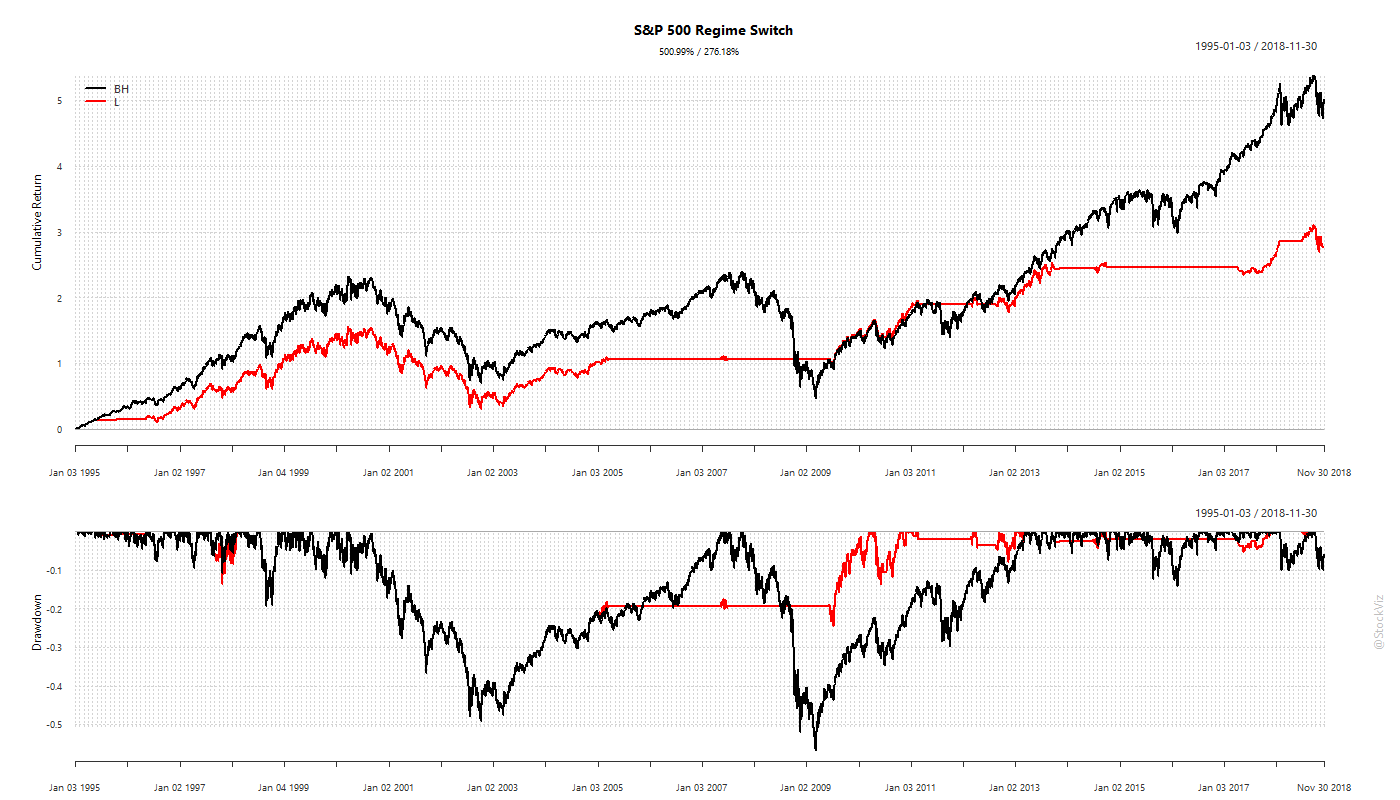 S&P 500 Regime Switch
500.99% / 276.18%
1995-01-03 / 2018-11-30
BH
L
Cumulative Return
5
4
3
2
1
0
Jan 03 1995 Jan 02 1997 Jan 04 1999 Jan 02 2001 Jan 02 2003 Jan 03 2005 Jan 03 2007 Jan 02 2009 Jan 03 2011 Jan 02 2013 Jan 02 2015 Jan 03 2017 Nov 30 2018
1995-01-03 / 2018-11-30
Drawdown
-0.1
-0.2
-0.3
-0.4
-0.5
Jan 03 1995 Jan 02 1997 Jan 04 1999 Jan 02 2001 Jan 02 2003 Jan 03 2005 Jan 03 2007 Jan 02 2009 Jan 03 2011 Jan 02 2013 Jan 02 2015 Jan 03 2017 Nov 30 2018
@StockViz